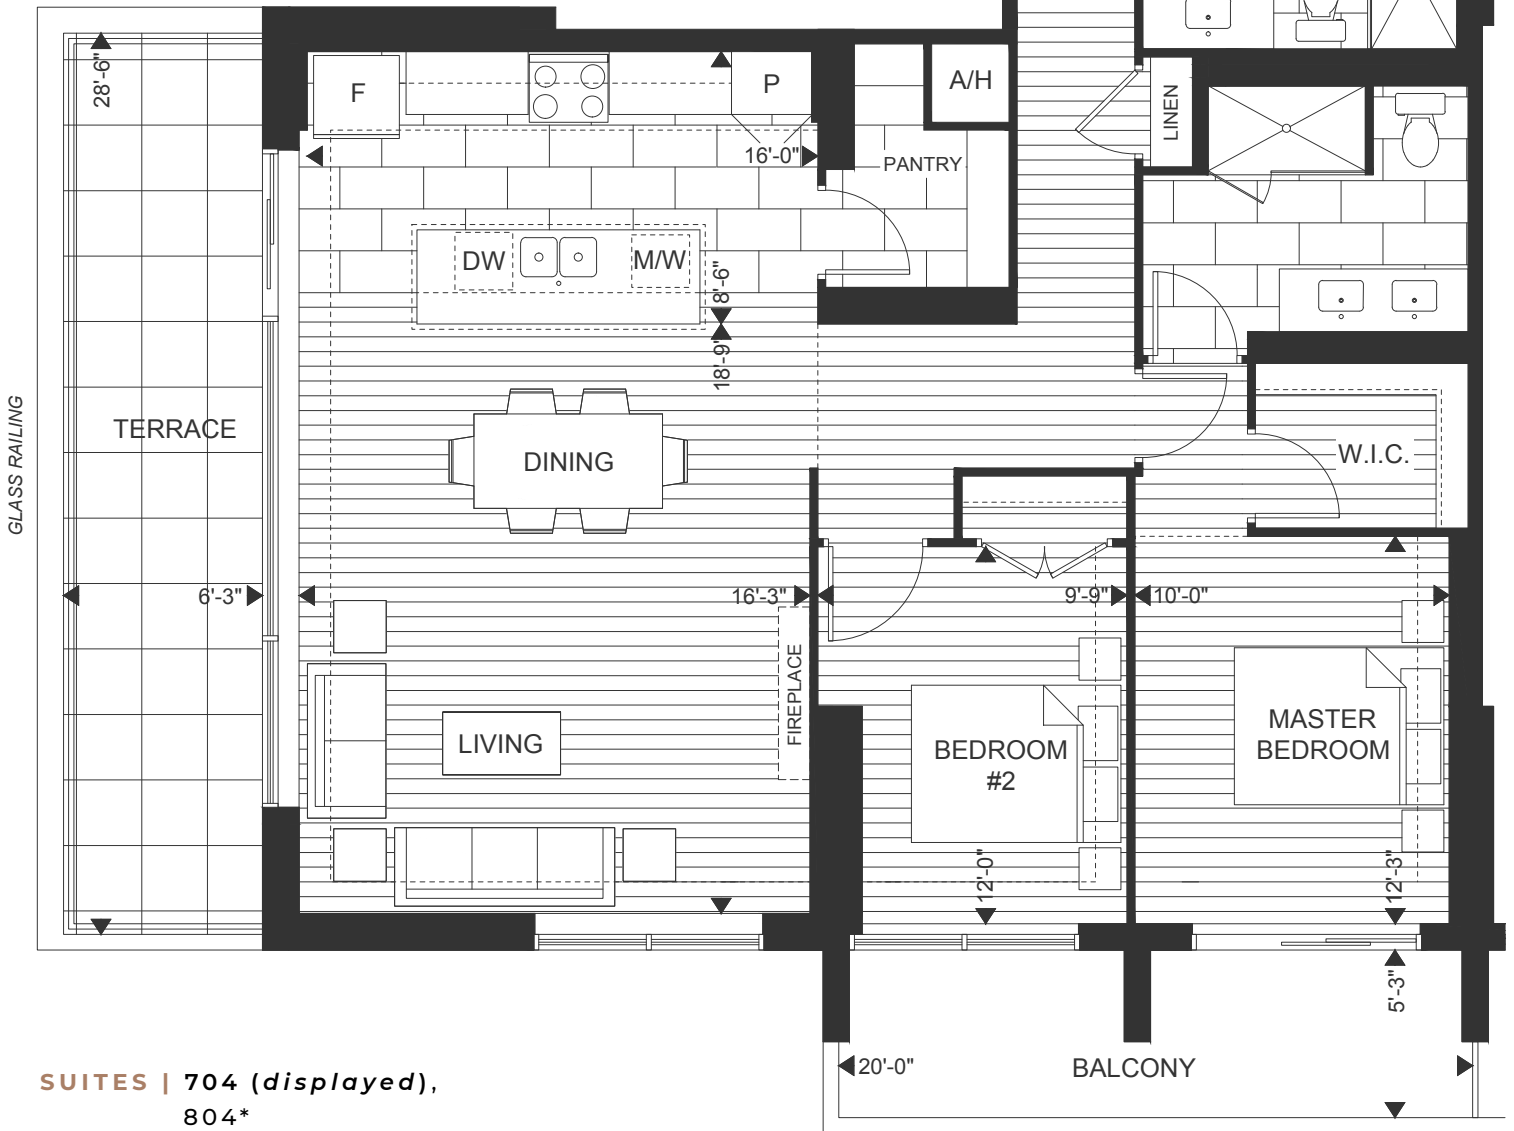 28'-6"
F
P
A/H
LINEN
16'-0"
PANTRY
DW
M/W
8'-6"
18'-9"
GLASS RAILING
TERRACE
DINING
W.I.C.
6'-3"
16'-3"
9'-9"
10'-0"
FIREPLACE
LIVING
BEDROOM
#2
MASTER
BEDROOM
12'-0"
12'-3"
5'-3"
20'-0"
BALCONY
SUITES | 704 (displayed),
804*